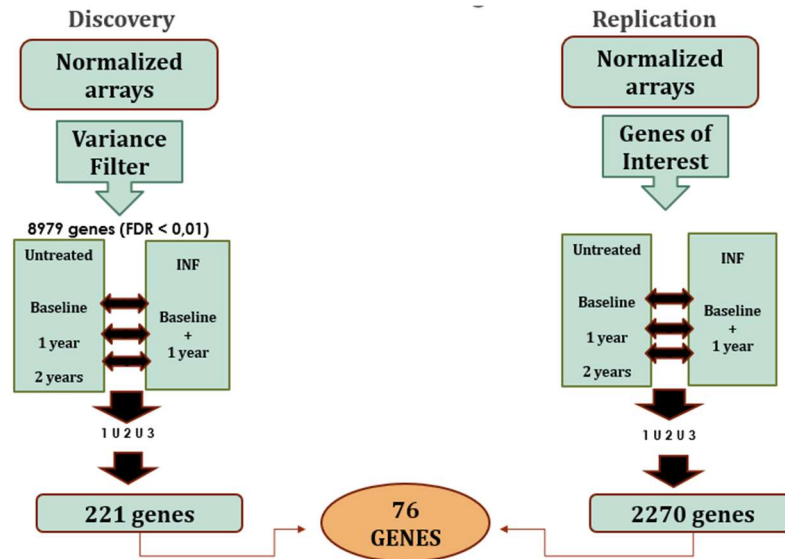 Discovery
Normalized
arrays
Variance
Filter
8979 genes (FDR < 0,01)
Untreated
Baseline
1 year
2 years
INF
Baseline
+
1 year
1 U 2 U 3
221 genes
76
GENES
Replication
Normalized
arrays
Genes of
Interest
Untreated
Baseline
1 year
2 years
INF
Baseline
+
1 year
1 U 2 U 3
2270 genes